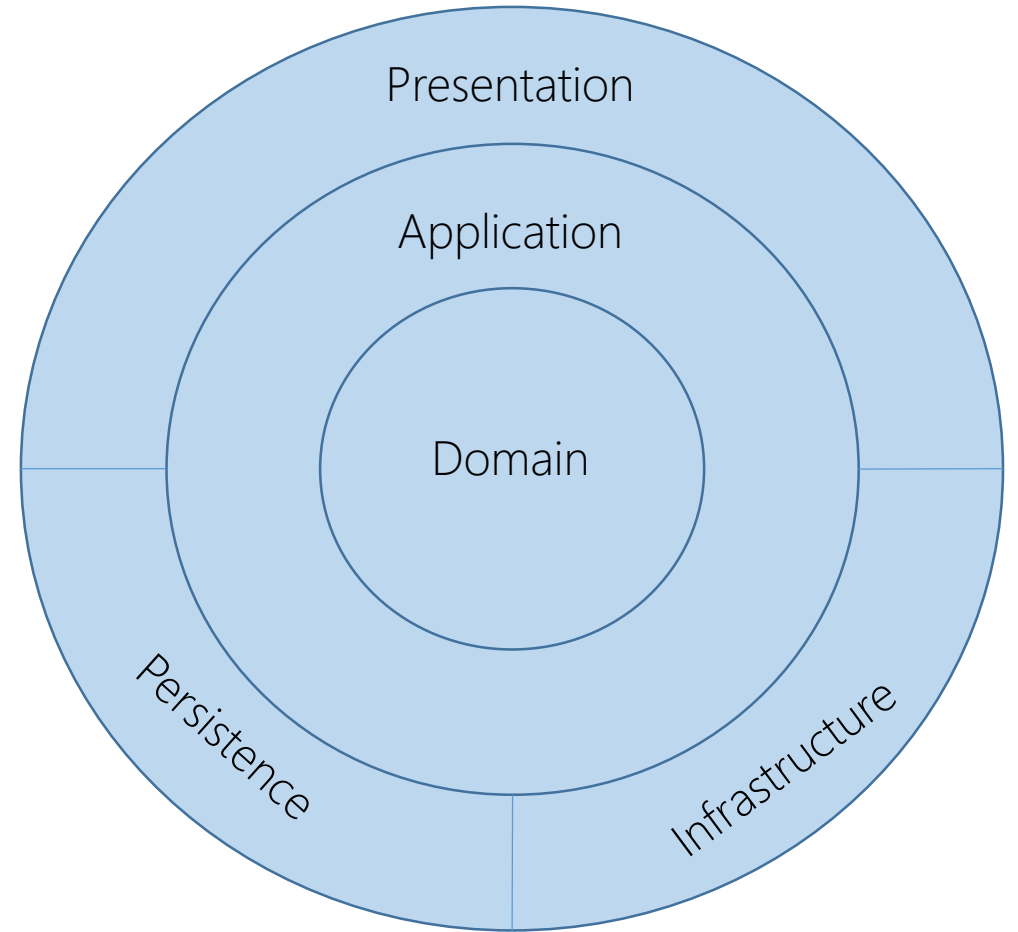 Presentation
Application
Domain
Persistence
Infrastructure